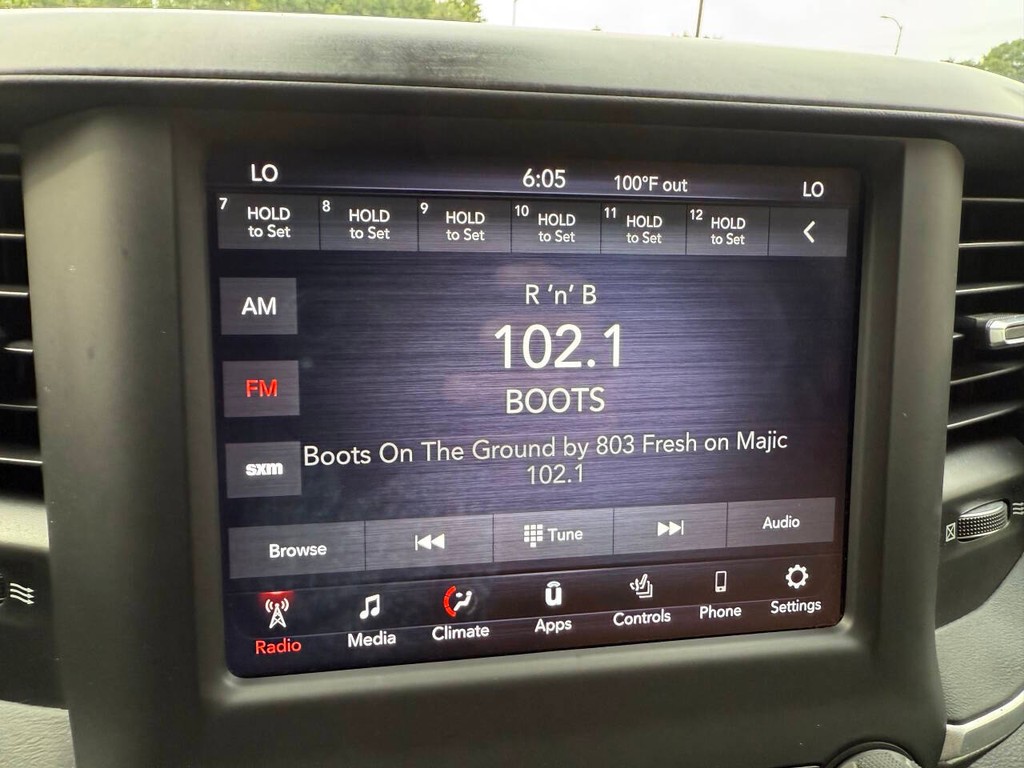 LO 6:05 100°F out LO
7 HOLD to Set
8 HOLD to Set
9 HOLD to Set
10 HOLD to Set
11 HOLD to Set
12 HOLD to Set
AM
FM
sxm
R 'n' B
102.1
BOOTS
Boots On The Ground by 803 Fresh on Majic
102.1
Browse Tune Audio
Radio Media Climate Apps Controls Phone Settings